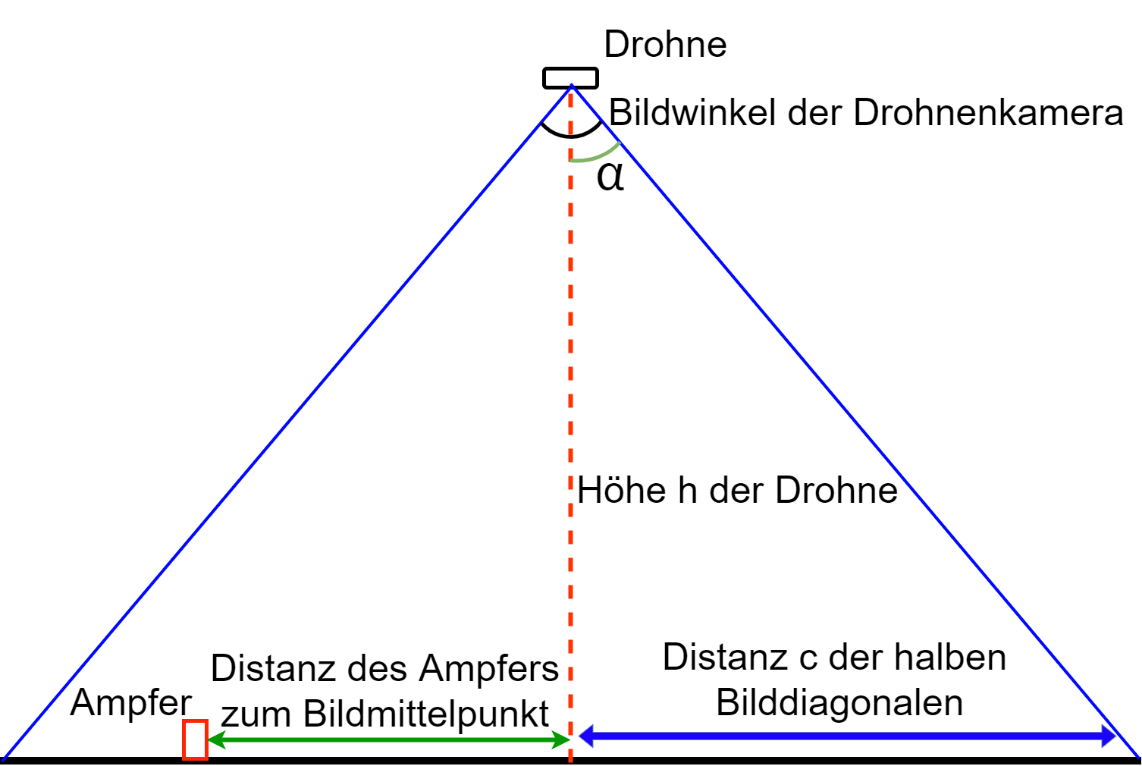 Drohne
Bildwinkel der Drohnenkamera
α
Höhe h der Drohne
Distanz des Ampfers
zum Bildmittelpunkt
Ampfer
Distanz c der halben
Bilddiagonalen